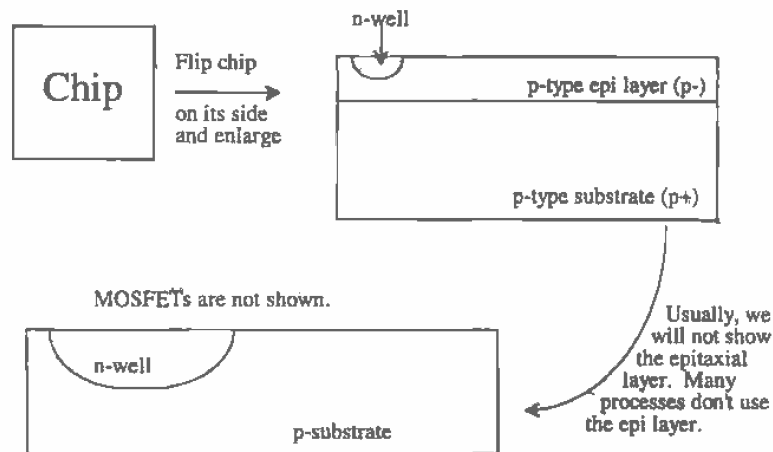 n-well
Chip
Flip chip
on its side
and enlarge
p-type epi layer (p-)
p-type substrate (p+)
MOSFETs are not shown.
Usually, we
will not show
the epitaxial
layer. Many
processes don't use
the epi layer.
n-well
p-substrate